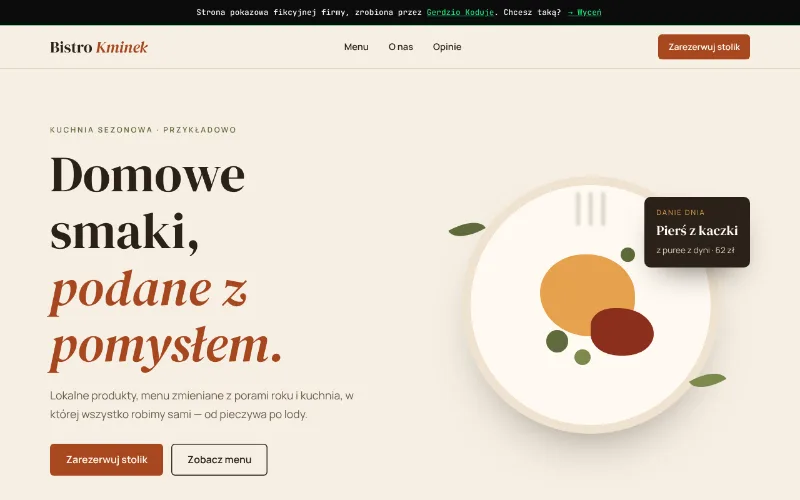 Strona pokazowa fikcyjnej firmy, zrobiona przez Gerdzio Koduje. Chcesz taką? → Wyceń
Bistro Kminek
Menu
O nas
Opinie
Zarezerwuj stolik
KUCHNIA SEZONOWA · PRZYKŁADOWO
Domowe
smaki,
podane z
pomysłem.
DANIE DNIA
Pierś z kaczki
z puree z dyni · 62 zł
Lokalne produkty, menu zmieniane z porami roku i kuchnia, w
której wszystko robimy sami — od pieczywa po lody.
Zarezerwuj stolik
Zobacz menu